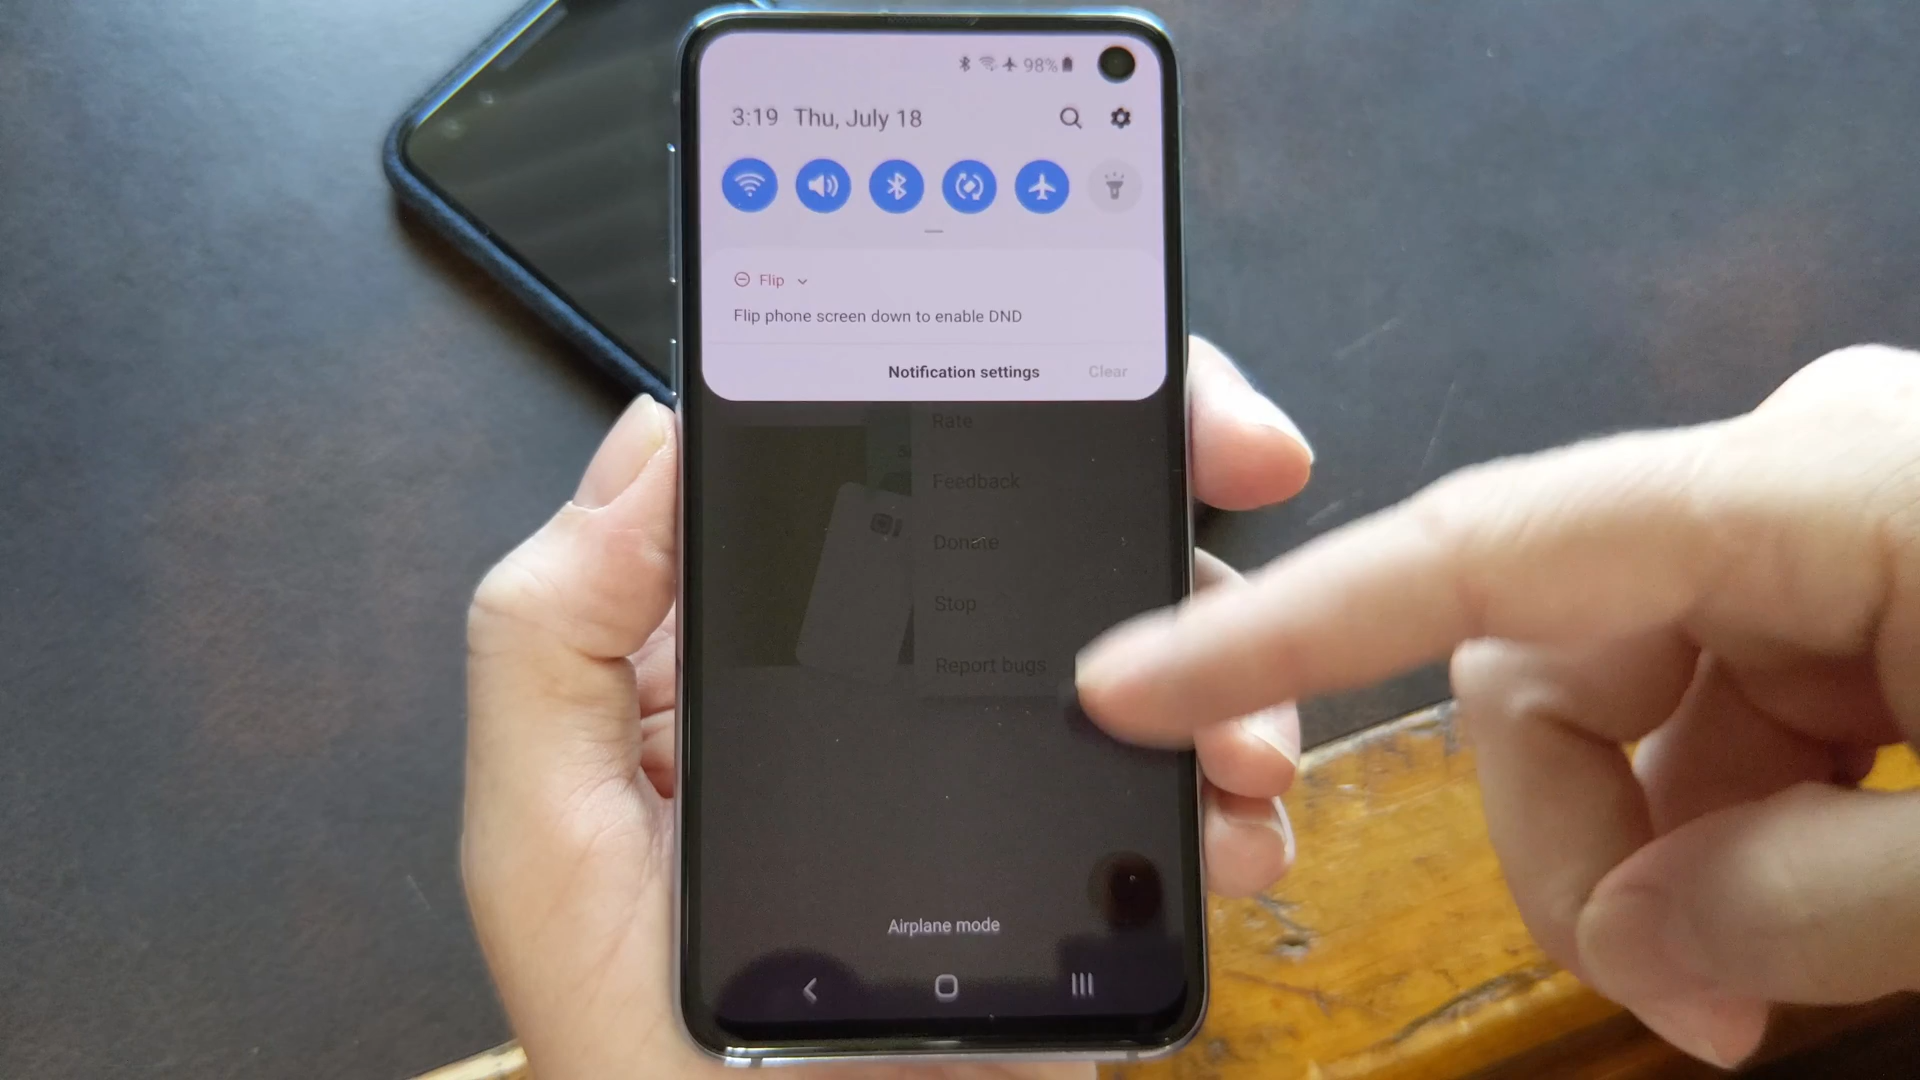 98%
3:19 Thu, July 18
Flip
Flip phone screen down to enable DND
Notification settings Clear
Rate
Feedback
Donate
Stop
Report bugs
Airplane mode